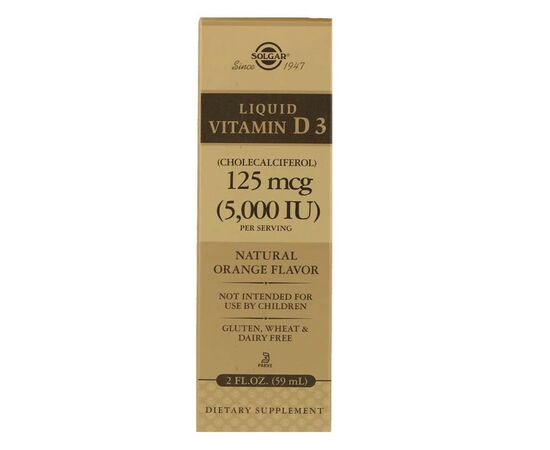 SOLGAR®
Since 1947
LIQUID
VITAMIN D 3
(CHOLECALCIFEROL)
125 mcg
(5,000 IU)
PER SERVING
NATURAL
ORANGE FLAVOR
NOT INTENDED FOR
USE BY CHILDREN
GLUTEN, WHEAT &
DAIRY FREE
PARVE
2 FL.OZ. (59 mL)
DIETARY SUPPLEMENT